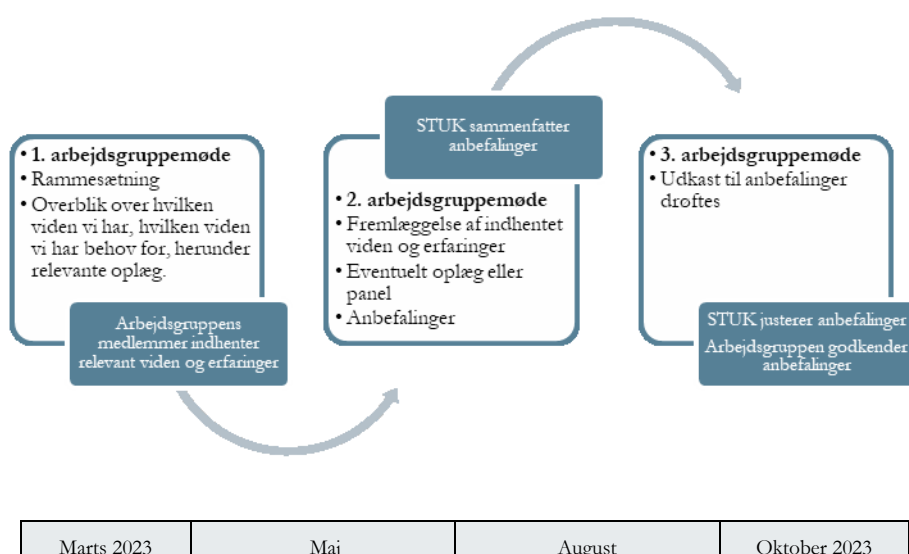 • 1. arbejdsgruppemøde
• Rammesætning
• Overblik over hvilken
viden vi har, hvilken viden
vi har behov for, herunder
relevante oplæg.
Arbejdsgruppens
medlemmer indhenter
relevant viden og erfaringer
STUK sammenfatter
anbefalinger
• 2. arbejdsgruppemøde
• Fremlæggelse af indhentet
viden og erfaringer
• Eventuelt oplæg eller
panel
• Anbefalinger
• 3. arbejdsgruppemøde
• Udkast til anbefalinger
drøftes
STUK justerer anbefalinger
Arbejdsgruppen godkender
anbefalinger
Marts 2023 Maj August Oktober 2023